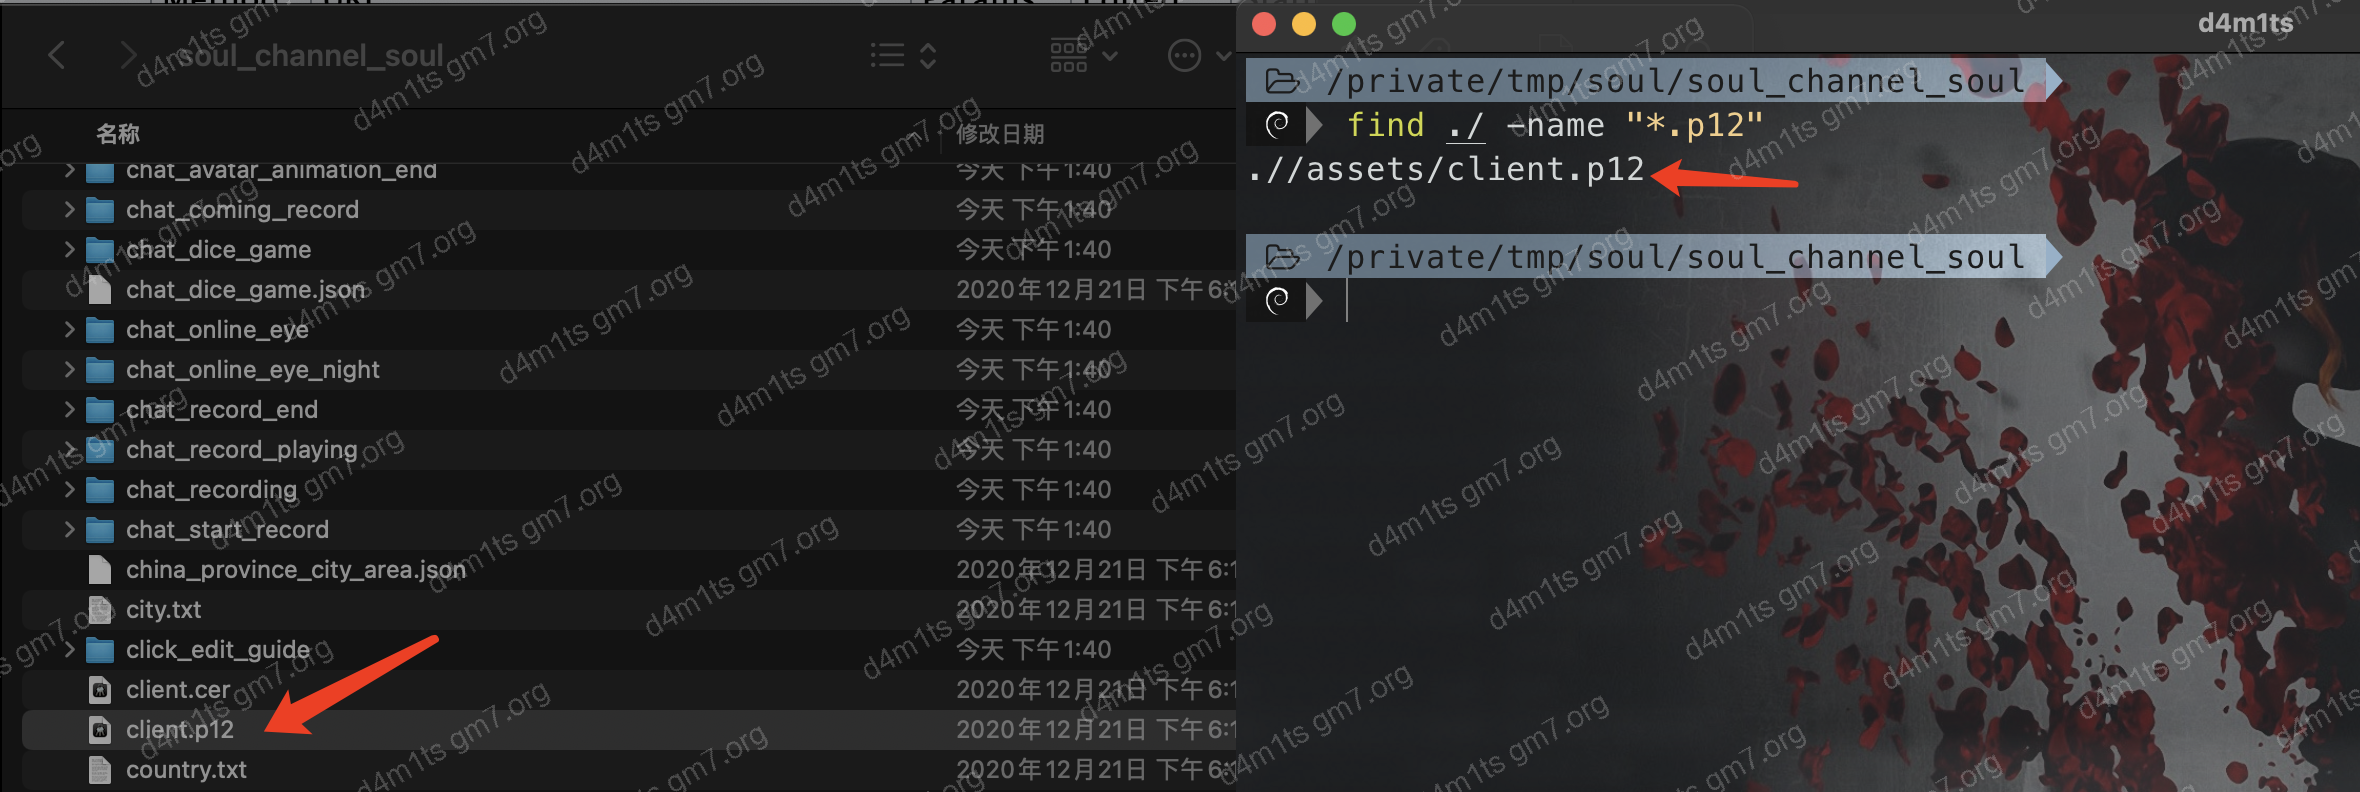 soul_channel_soul
名称
修改日期
chat_avatar_animation_end
今天 下午1:40
chat_coming_record
今天 下午1:40
chat_dice_game
今天 下午1:40
chat_dice_game.json
2020年12月21日 下午6:
chat_online_eye
今天 下午1:40
chat_online_eye_night
今天 下午1:40
chat_record_end
今天 下午1:40
chat_record_playing
今天 下午1:40
chat_recording
今天 下午1:40
chat_start_record
今天 下午1:40
china_province_city_area.json
2020年12月21日 下午6:
city.txt
2020年12月21日 下午6:
click_edit_guide
今天 下午1:40
client.cer
2020年12月21日 下午6:
client.p12
2020年12月21日 下午6:
country.txt
2020年12月21日 下午6:
d4m1ts
/private/tmp/soul/soul_channel_soul
find ./ -name "*.p12"
.//assets/client.p12
/private/tmp/soul/soul_channel_soul
d4m1ts gm7.org